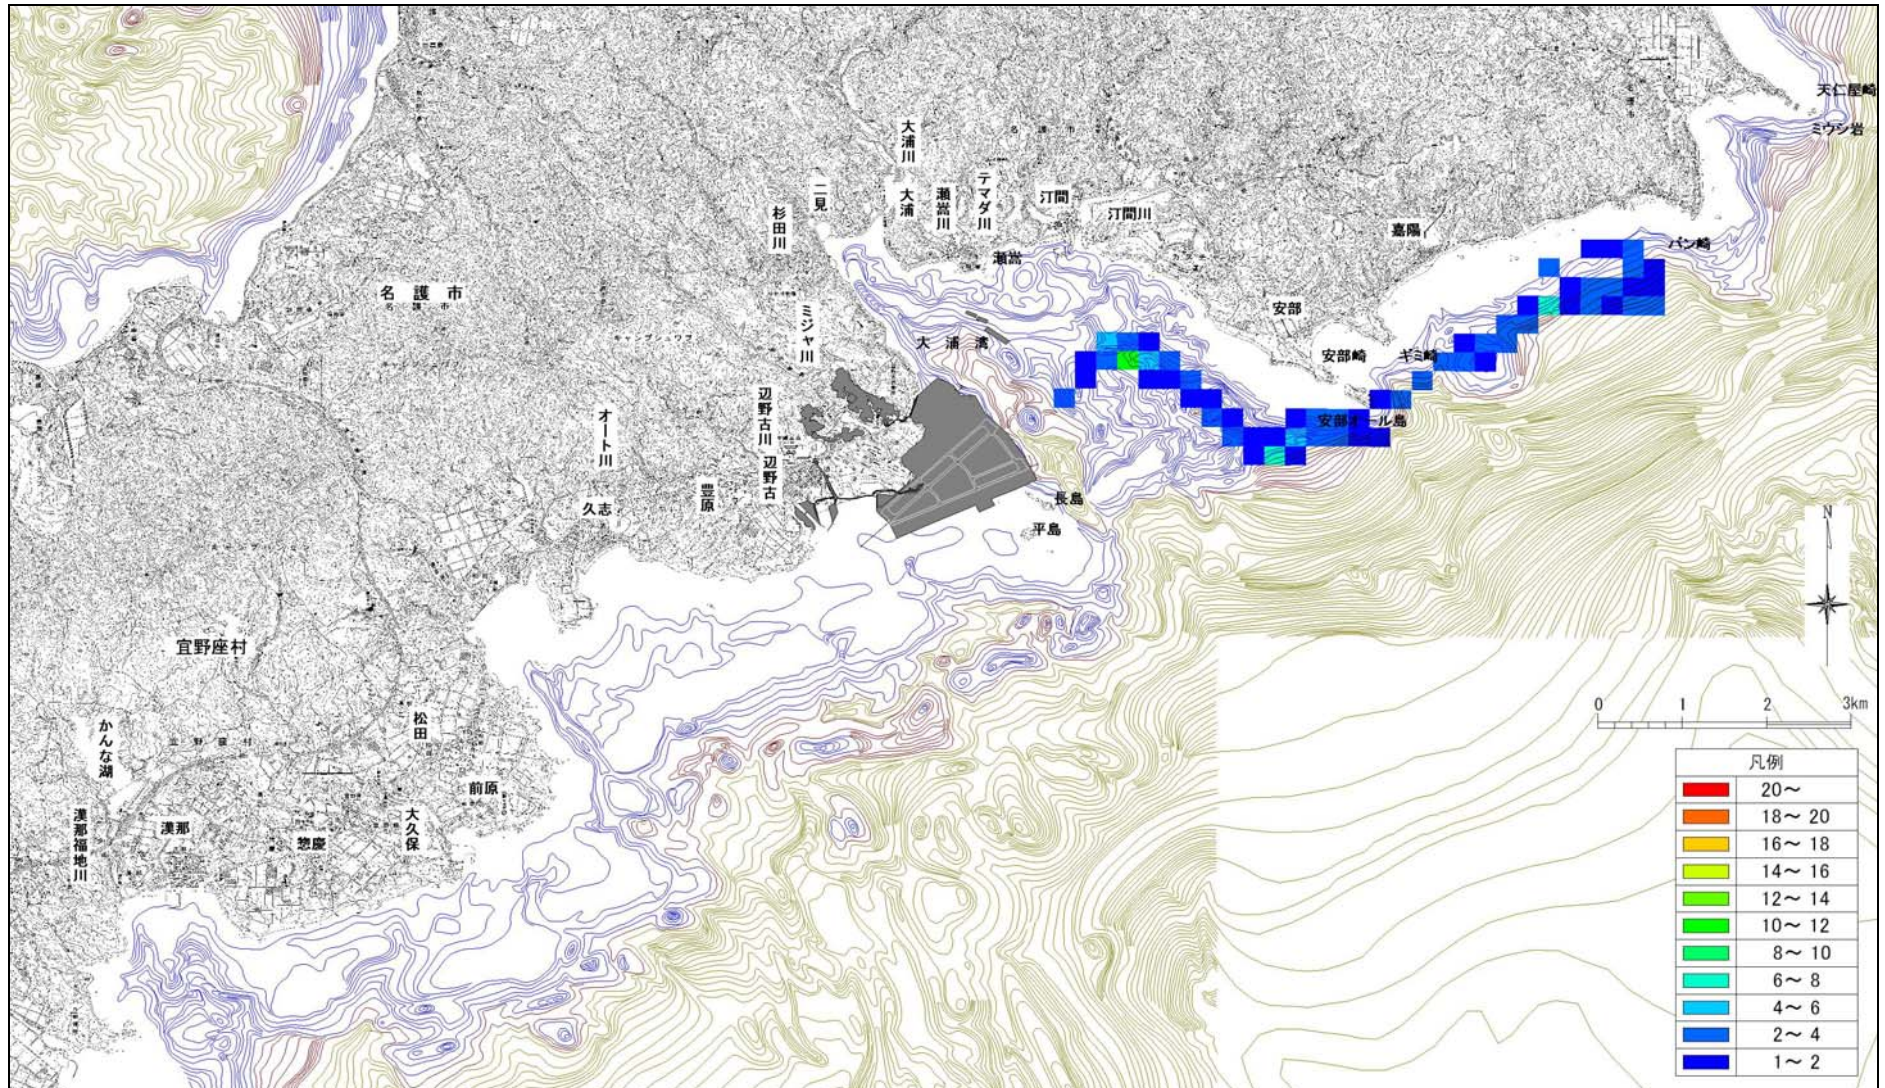 天仁屋崎
ミウシ岩
大浦川
二見
大浦
瀬嵩川
テマダ川
汀間
汀間川
杉田川
嘉陽
バン崎
瀬嵩
名護市
安部
ミジャ川
大浦湾
安部崎
ギミ崎
辺野古川
オート川
安部オール島
辺野古
豊原
長島
久志
平島
N
宜野座村
松田
かんな湖
0 1 2 3km
前原
漢那福地川
漢那
惣慶
大久保
凡例
20~
18~ 20
16~ 18
14~ 16
12~ 14
10~ 12
8~ 10
6~ 8
4~ 6
2~ 4
1~ 2